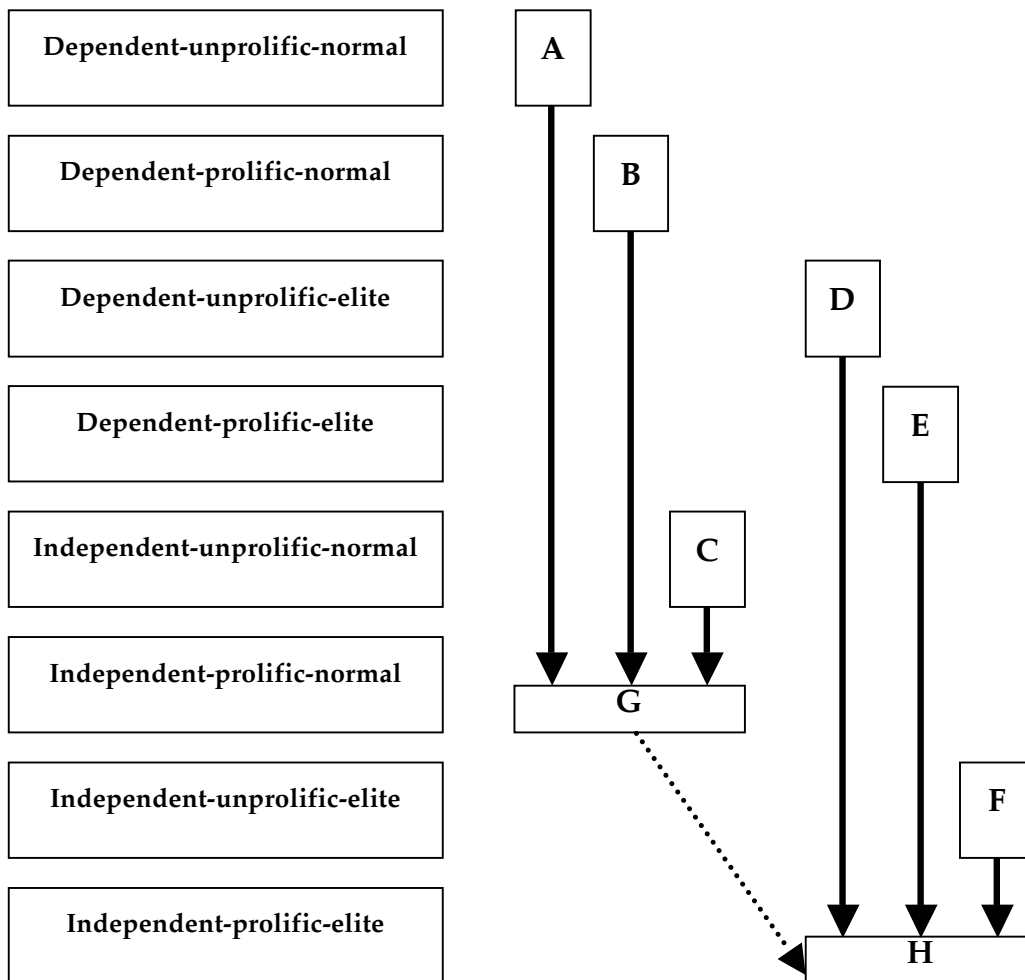 Dependent-unprolific-normal
A
Dependent-prolific-normal
B
Dependent-unprolific-elite
D
Dependent-prolific-elite
E
Independent-unprolific-normal
C
Independent-prolific-normal
G
Independent-unprolific-elite
F
Independent-prolific-elite
H